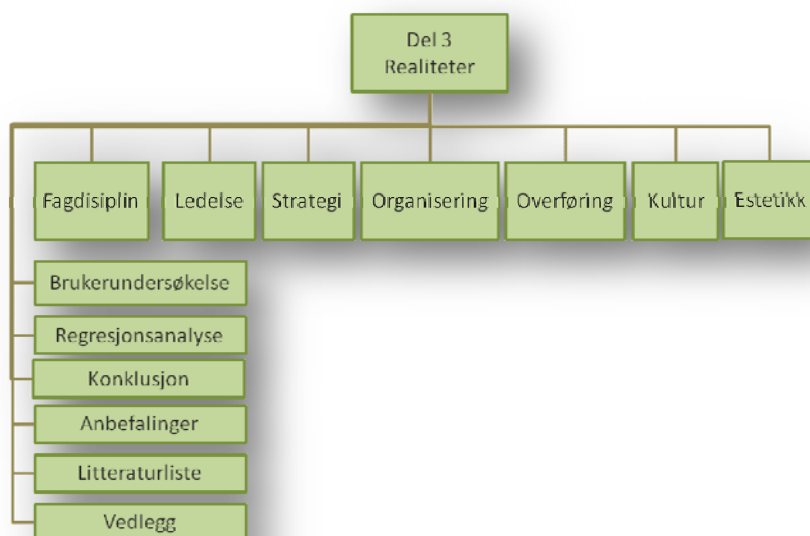 Del 3
Realiteter
Fagdisiplin
Ledelse
Strategi
Organisering
Overføring
Kultur
Estetikk
Brukerundersøkelse
Regresjonsanalyse
Konklusjon
Anbefalinger
Litteraturliste
Vedlegg